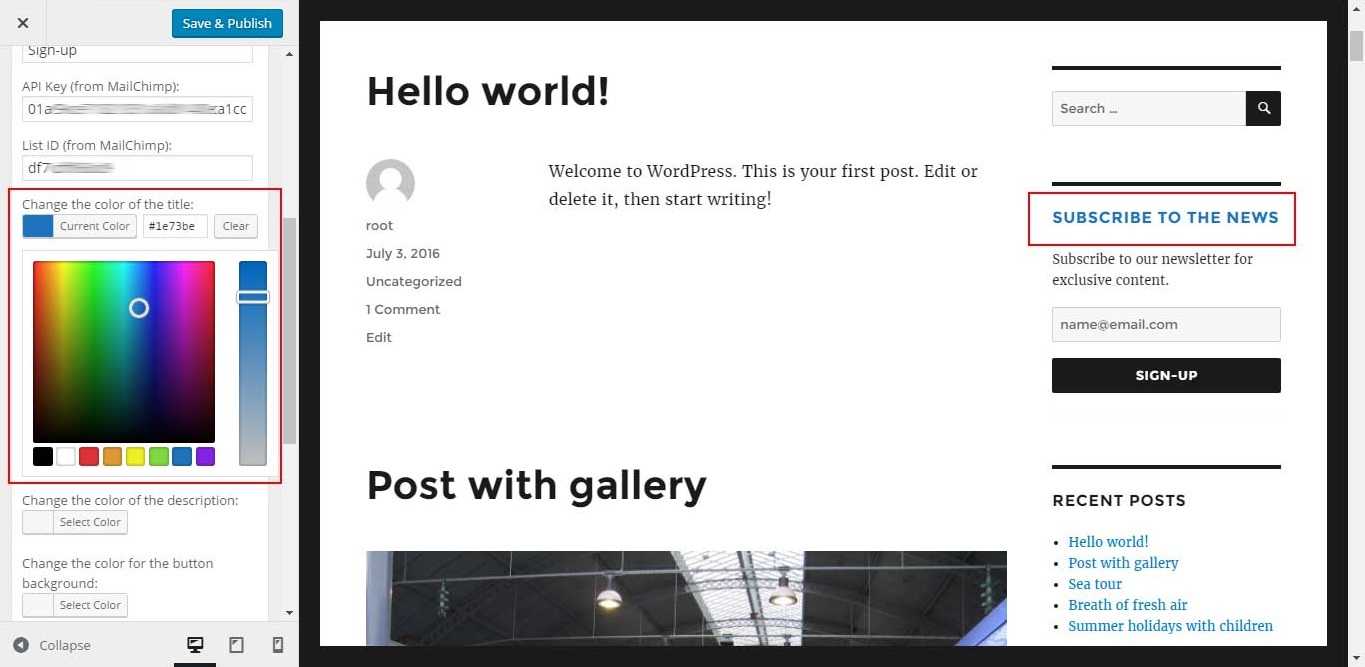 Save & Publish
Sign-up
API Key (from MailChimp):
List ID (from MailChimp):
Change the color of the title:
Current Color #1e73be Clear
Change the color of the description:
Select Color
Change the color for the button
background:
Select Color
Collapse
Hello world!
root
July 3, 2016
Uncategorized
1 Comment
Edit
Welcome to WordPress. This is your first post. Edit or
delete it, then start writing!
Post with gallery
Search ...
SUBSCRIBE TO THE NEWS
Subscribe to our newsletter for
exclusive content.
name@email.com
SIGN-UP
RECENT POSTS
Hello world!
Post with gallery
Sea tour
Breath of fresh air
Summer holidays with children